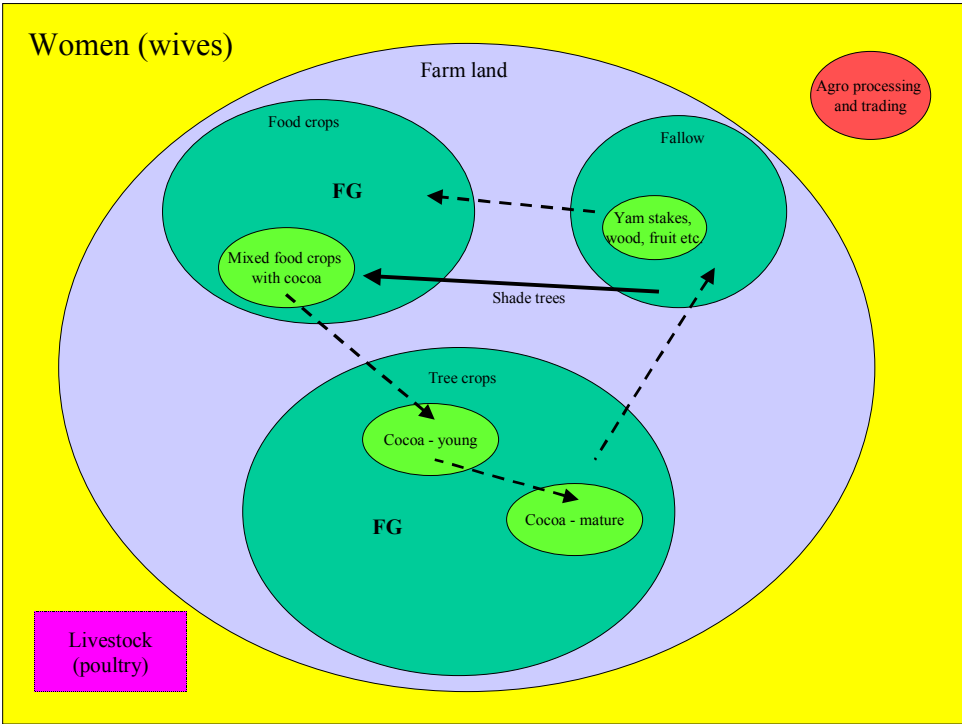 Women (wives)
Farm land
Agro processing
and trading
Food crops
Fallow
FG
Yam stakes,
wood, fruit etc.
Mixed food crops
with cocoa
Shade trees
Tree crops
Cocoa - young
Cocoa - mature
FG
Livestock
(poultry)